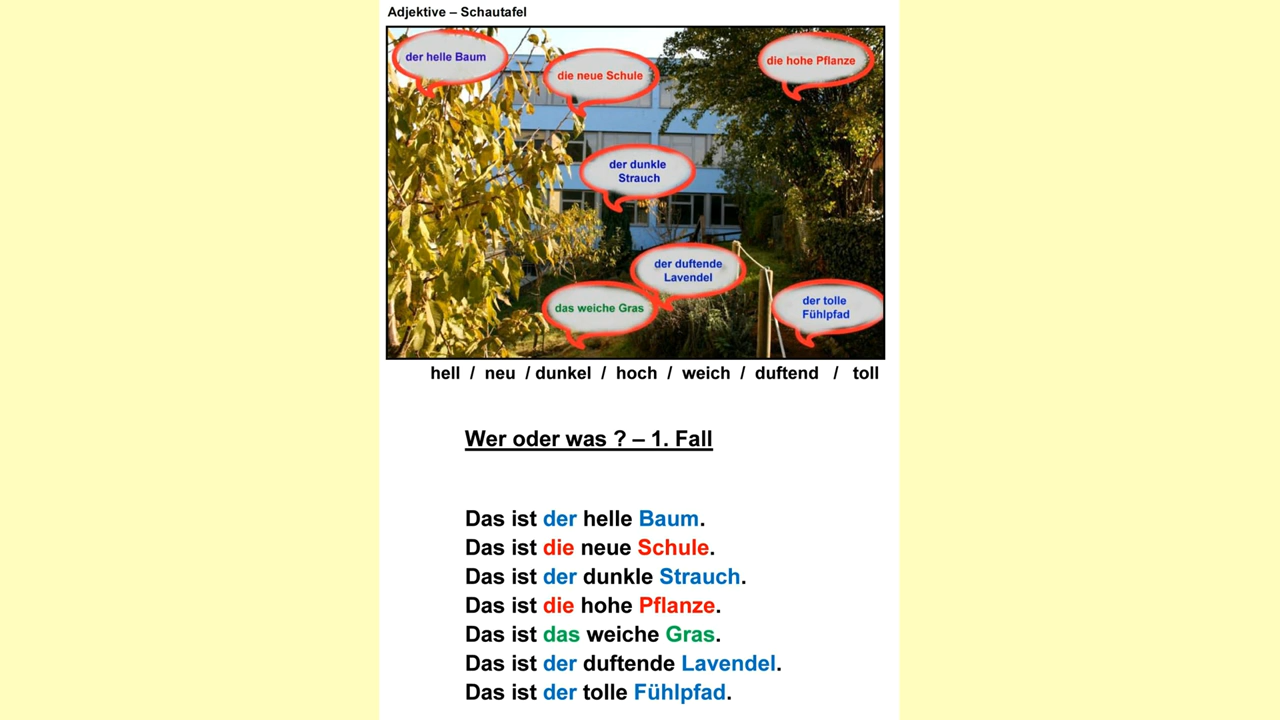 Adjektive – Schautafel
der helle Baum
die neue Schule
die hohe Pflanze
der dunkle
Strauch
der duftende
Lavendel
das weiche Gras
der tolle
Fühlpfad
hell / neu / dunkel / hoch / weich / duftend / toll
Wer oder was ? – 1. Fall
Das ist der helle Baum.
Das ist die neue Schule.
Das ist der dunkle Strauch.
Das ist die hohe Pflanze.
Das ist das weiche Gras.
Das ist der duftende Lavendel.
Das ist der tolle Fühlpfad.